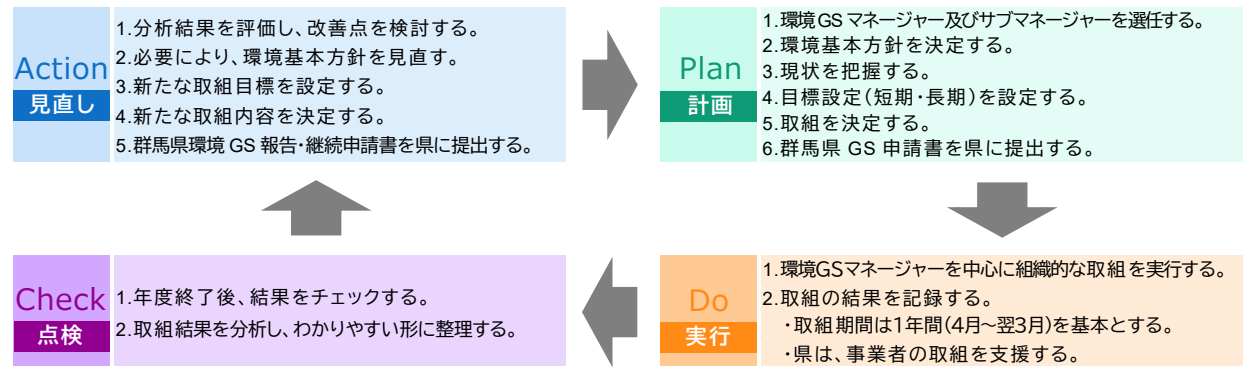 Action
見直し
1.分析結果を評価し、改善点を検討する。
2.必要により、環境基本方針を見直す。
3.新たな取組目標を設定する。
4.新たな取組内容を決定する。
5.群馬県環境 GS 報告・継続申請書を県に提出する。
Plan
計画
1.環境GSマネージャー及びサブマネージャーを選任する。
2.環境基本方針を決定する。
3.現状を把握する。
4.目標設定(短期・長期)を設定する。
5.取組を決定する。
6.群馬県 GS 申請書を県に提出する。
Check
点検
1.年度終了後、結果をチェックする。
2.取組結果を分析し、わかりやすい形に整理する。
Do
実行
1.環境GSマネージャーを中心に組織的な取組を実行する。
2.取組の結果を記録する。
・取組期間は1年間(4月~翌3月)を基本とする。
・県は、事業者の取組を支援する。